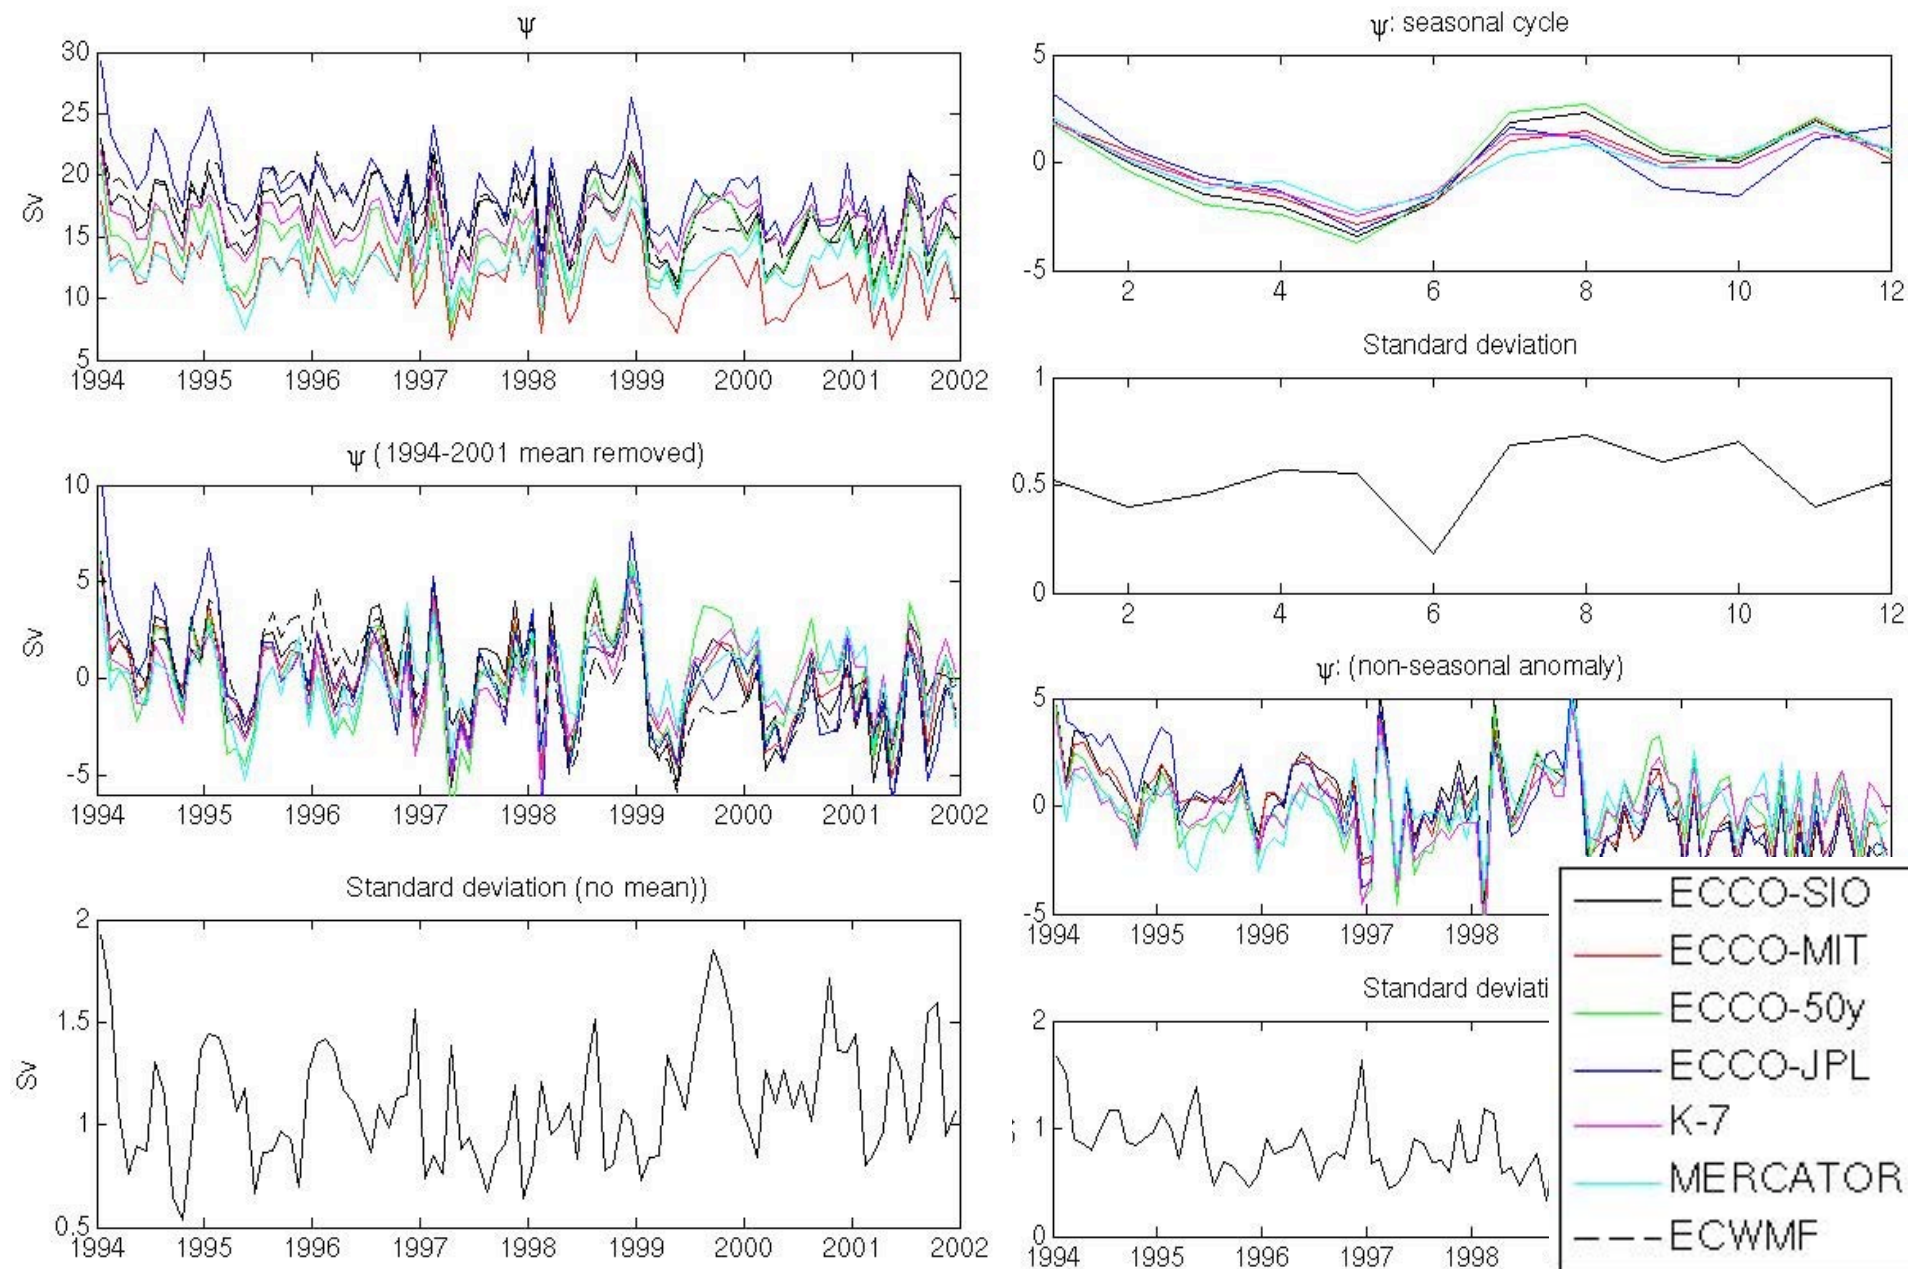 ψ
30
25
20
15
10
5
Sv
1994 1995 1996 1997 1998 1999 2000 2001 2002
ψ (1994-2001 mean removed)
10
5
0
-5
Sv
1994 1995 1996 1997 1998 1999 2000 2001 2002
Standard deviation (no mean))
2
1.5
1
0.5
Sv
1994 1995 1996 1997 1998 1999 2000 2001 2002
ψ: seasonal cycle
5
0
-5
2 4 6 8 10 12
Standard deviation
1
0.5
0
2 4 6 8 10 12
ψ: (non-seasonal anomaly)
5
0
-5
1994 1995 1996 1997 1998
Standard deviati
2
1
0
1994 1995 1996 1997 1998
ECCO-SIO
ECCO-MIT
ECCO-50y
ECCO-JPL
K-7
MERCATOR
ECWMF